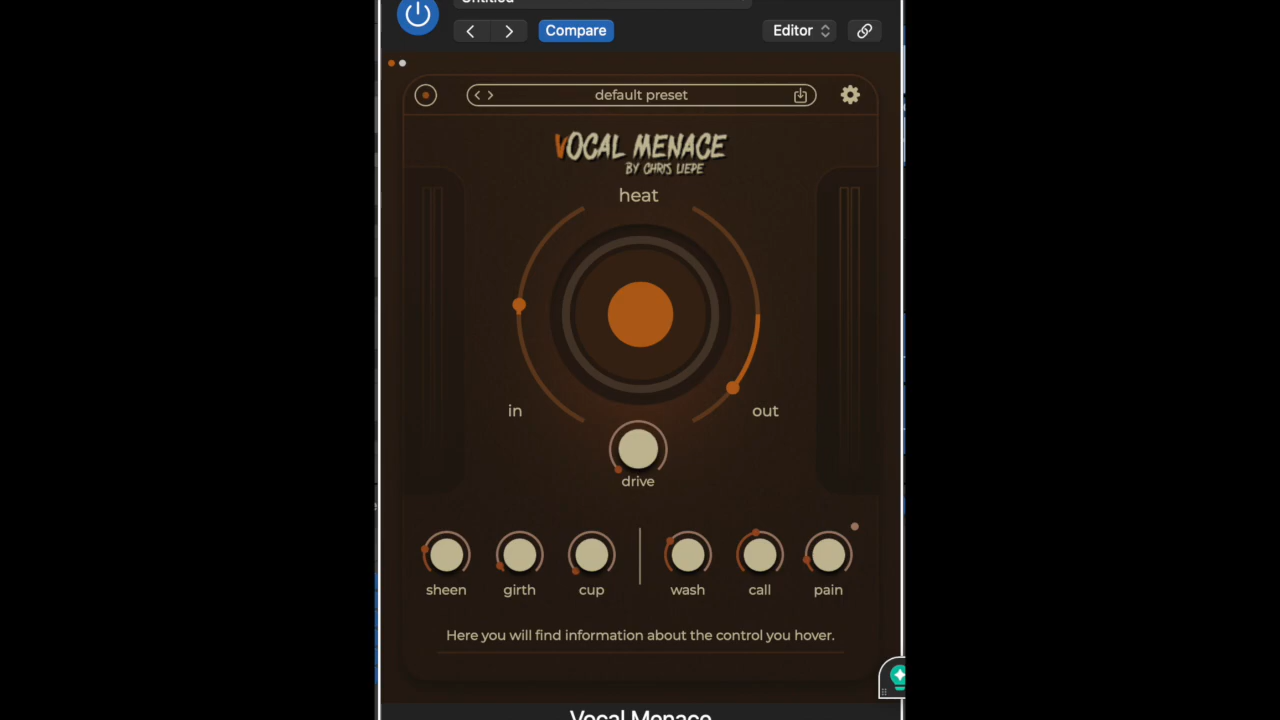 Untitled
Compare
Editor
default preset
VOCAL MENACE
BY CHRIS LIEPE
heat
in
out
drive
sheen
girth
cup
wash
call
pain
Here you will find information about the control you hover.
Vocal Menace